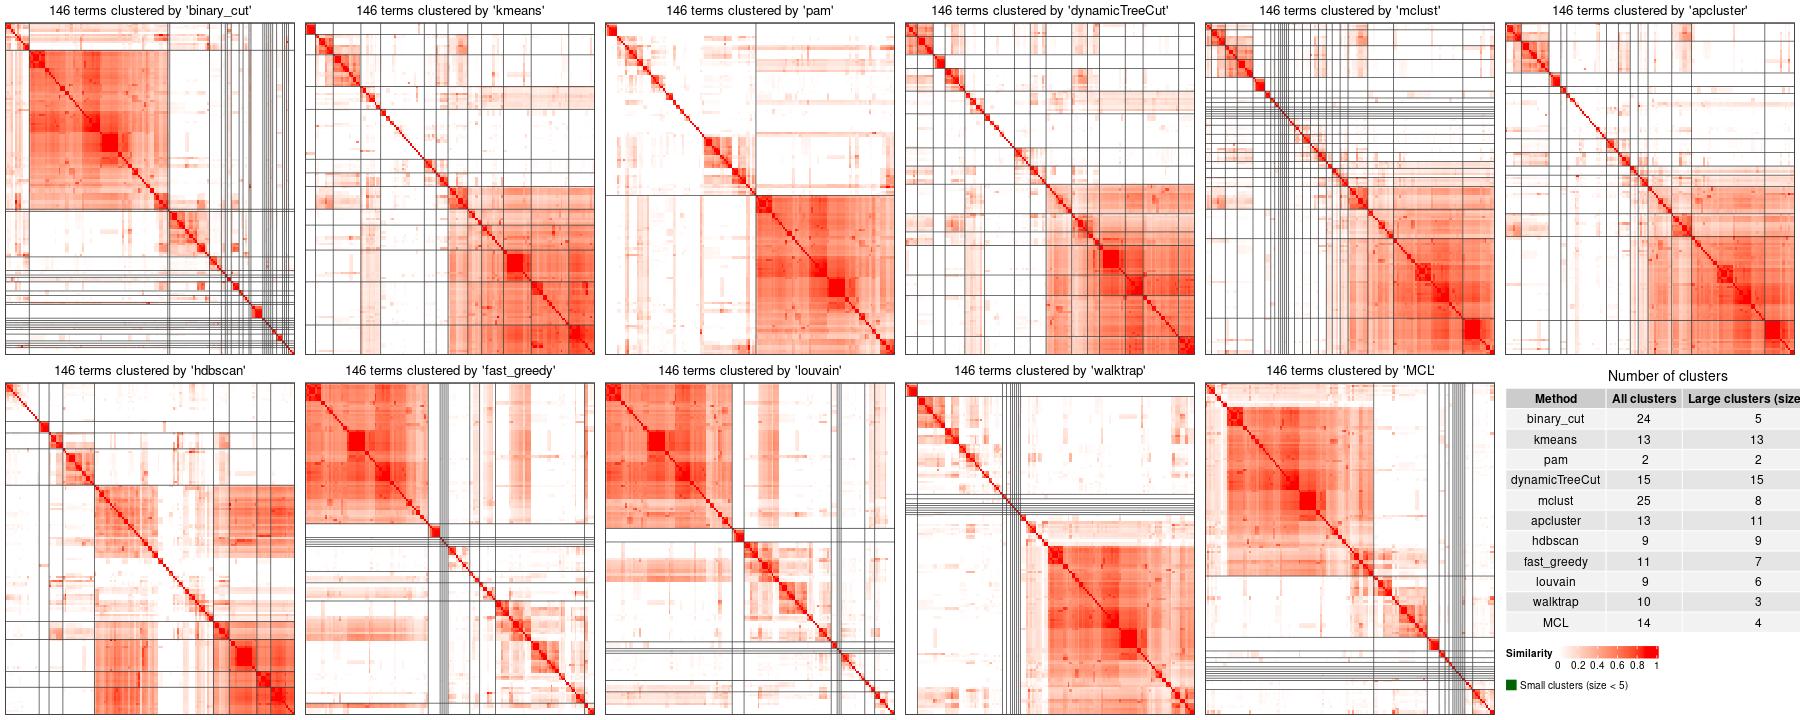 146 terms clustered by 'binary_cut'
146 terms clustered by 'kmeans'
146 terms clustered by 'pam'
146 terms clustered by 'dynamicTreeCut'
146 terms clustered by 'mclust'
146 terms clustered by 'apcluster'
146 terms clustered by 'hdbscan'
146 terms clustered by 'fast_greedy'
146 terms clustered by 'louvain'
146 terms clustered by 'walktrap'
146 terms clustered by 'MCL'
Number of clusters
Method All clusters Large clusters (size
binary_cut 24 5
kmeans 13 13
pam 2 2
dynamicTreeCut 15 15
mclust 25 8
apcluster 13 11
hdbscan 9 9
fast_greedy 11 7
louvain 9 6
walktrap 10 3
MCL 14 4
Similarity
0 0.2 0.4 0.6 0.8 1
Small clusters (size < 5)